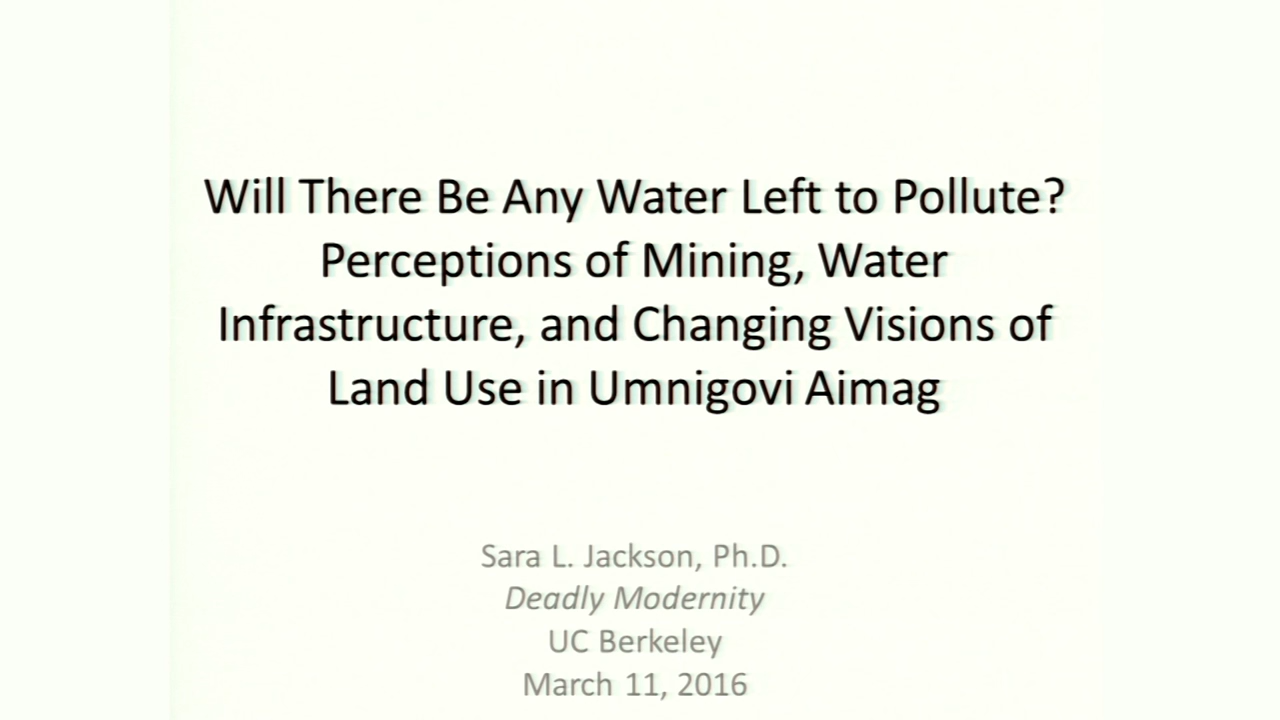 Will There Be Any Water Left to Pollute?
Perceptions of Mining, Water
Infrastructure, and Changing Visions of
Land Use in Umnigovi Aimag
Sara L. Jackson, Ph.D.
Deadly Modernity
UC Berkeley
March 11, 2016